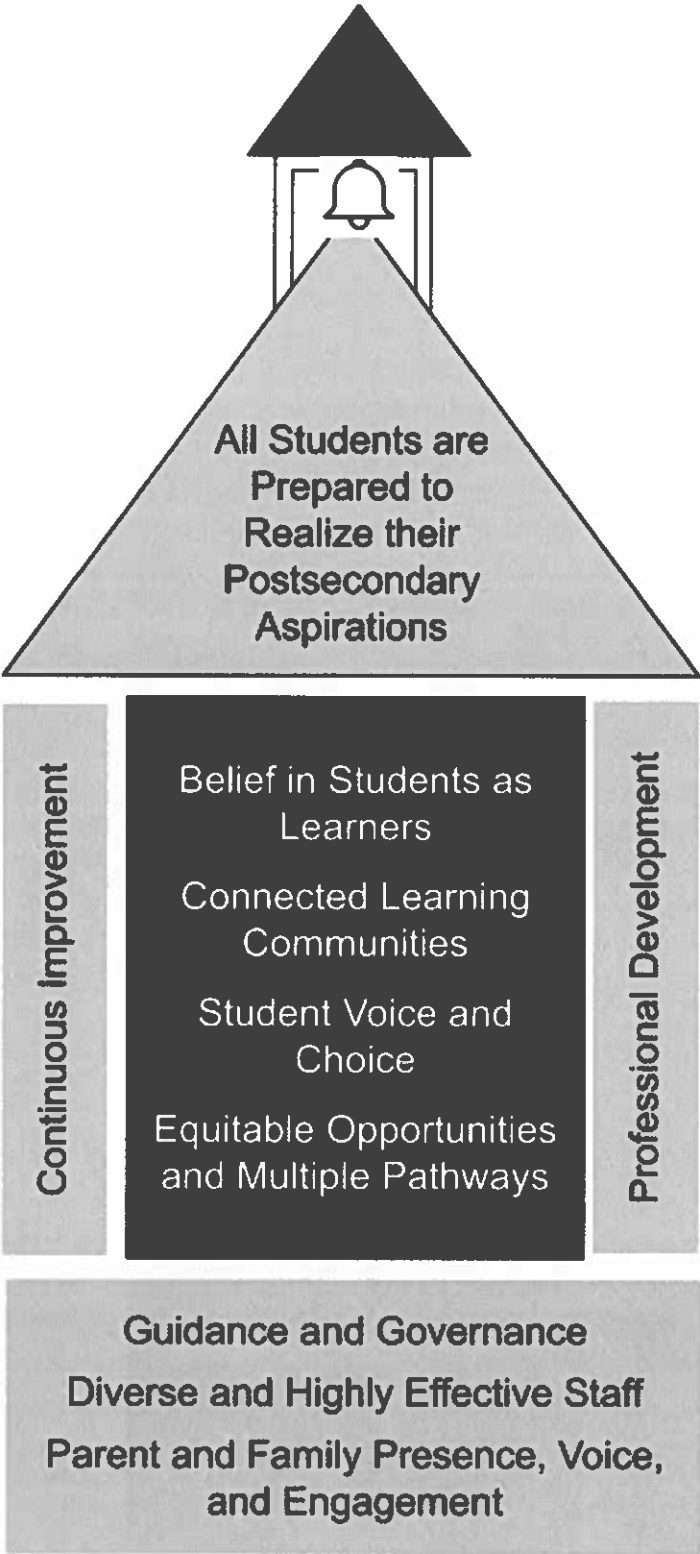 All Students are
Prepared to
Realize their
Postsecondary
Aspirations
Continuous Improvement
Belief in Students as
Learners
Connected Learning
Communities
Student Voice and
Choice
Equitable Opportunities
and Multiple Pathways
Professional Development
Guidance and Governance
Diverse and Highly Effective Staff
Parent and Family Presence, Voice,
and Engagement